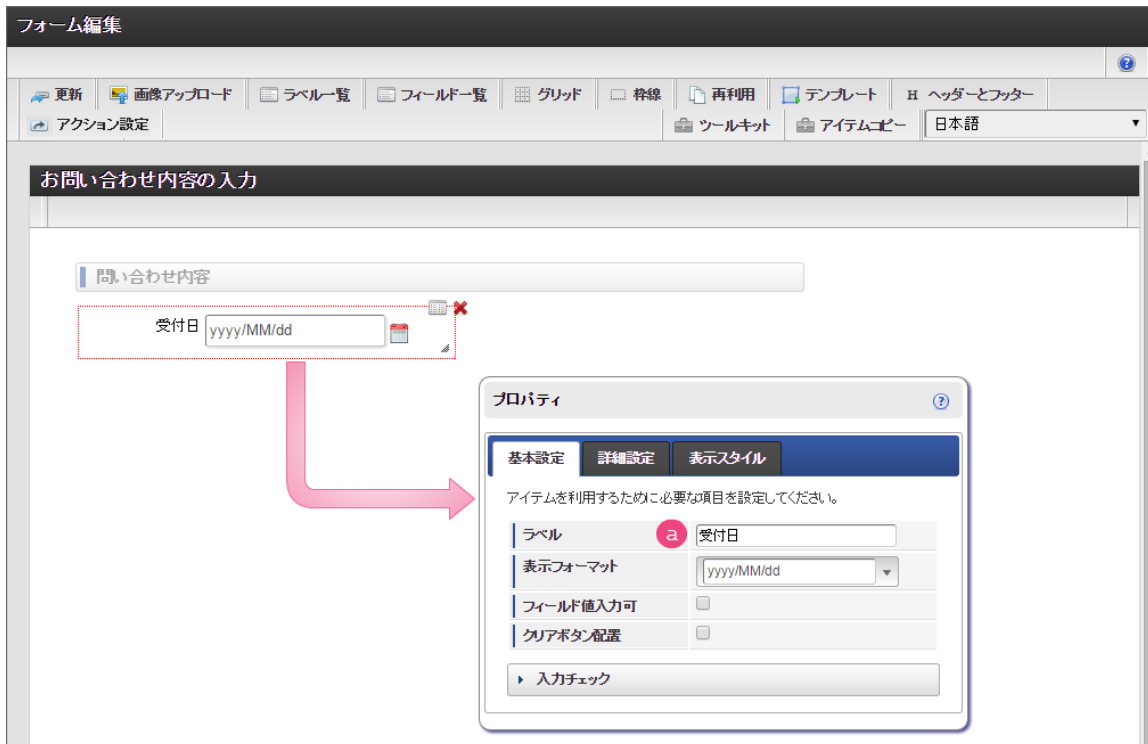 フォーム編集
更新 画像アップロード ラベル一覧 フィールド一覧 グリッド 枠線 再利用 テンプレート H ヘッダーとフッター
アクション設定 ツールキット アイテムコピー 日本語
お問い合わせ内容の入力
問い合わせ内容
受付日 yyyy/MM/dd
プロパティ
基本設定 詳細設定 表示スタイル
アイテムを利用するために必要な項目を設定してください。
ラベル a 受付日
表示フォーマット yyyy/MM/dd
フィールド値入力可
クリアボタン配置
入力チェック